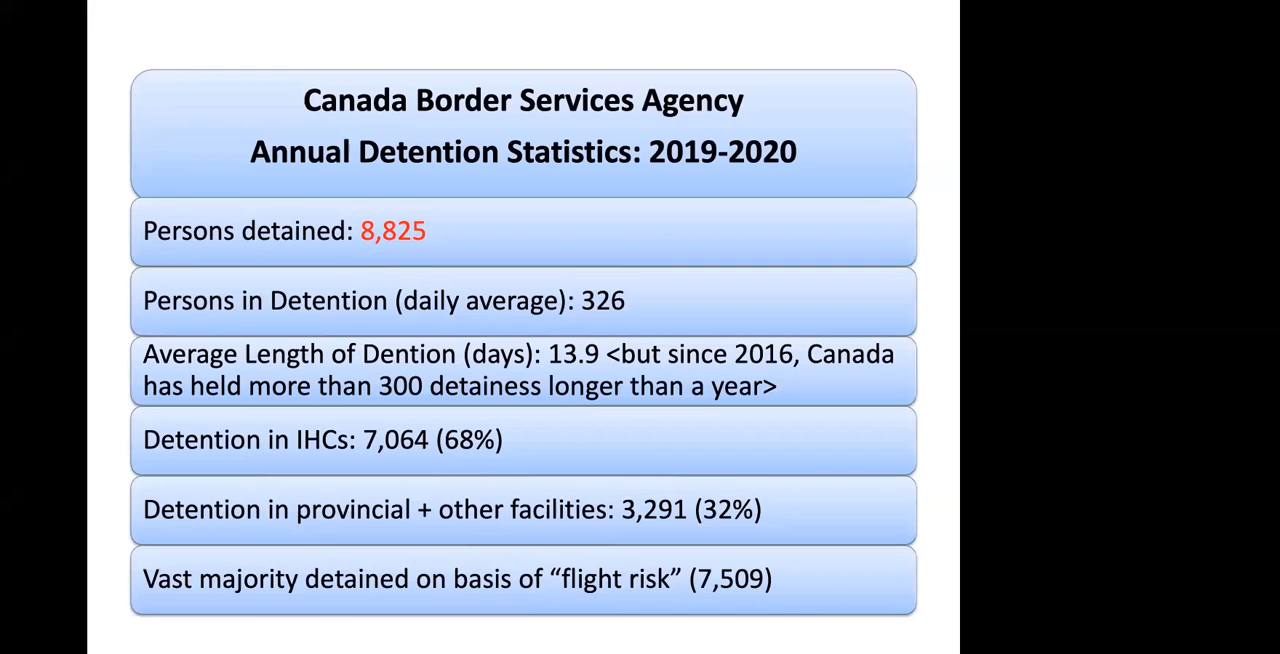 Canada Border Services Agency
Annual Detention Statistics: 2019-2020
Persons detained: 8,825
Persons in Detention (daily average): 326
Average Length of Dention (days): 13.9 <but since 2016, Canada
has held more than 300 detainess longer than a year>
Detention in IHCs: 7,064 (68%)
Detention in provincial + other facilities: 3,291 (32%)
Vast majority detained on basis of “flight risk” (7,509)